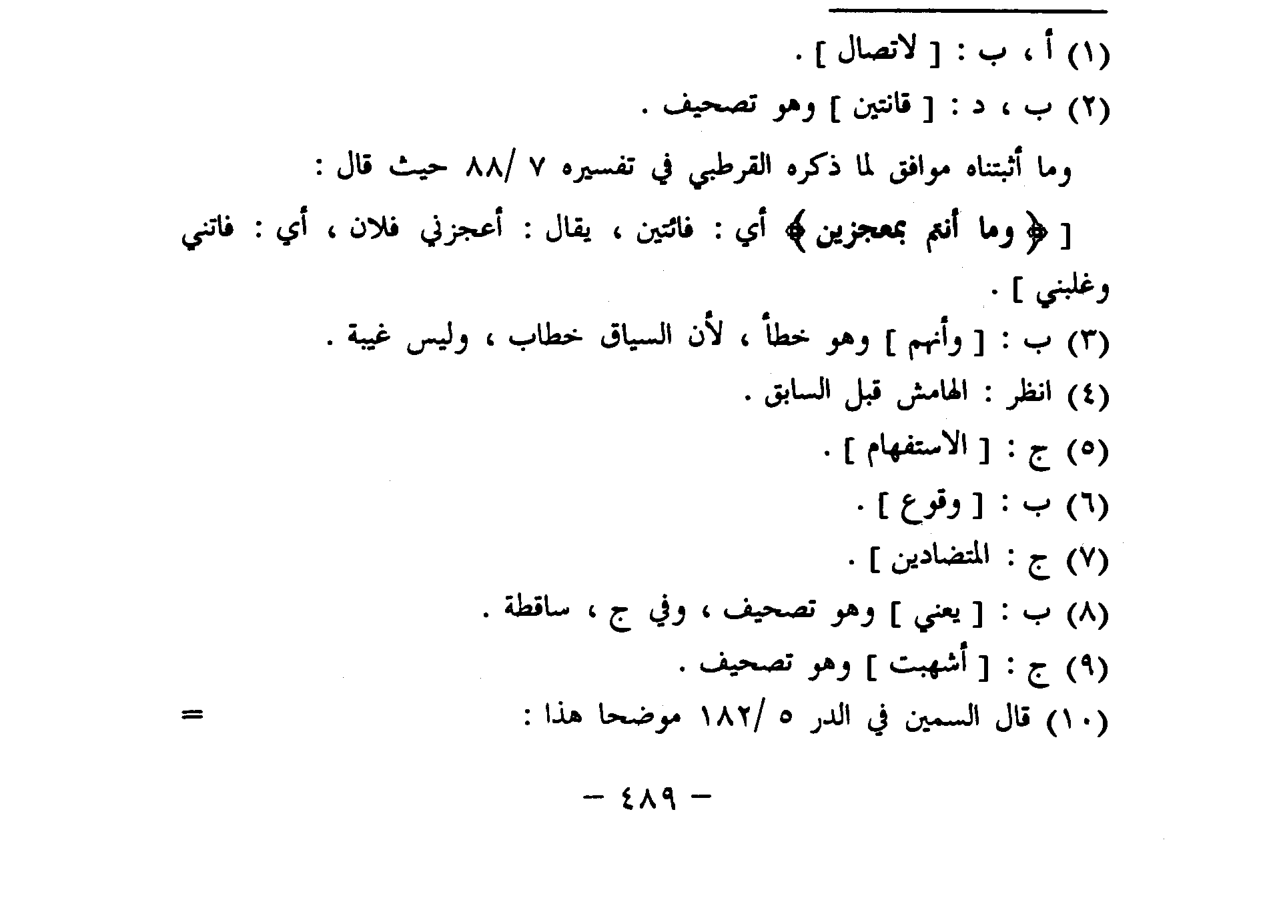 (١) أ ، ب : [ لاتصال ] .
(٢) ب ، د : [ قانتين ] وهو تصحيف .
وما أثبتناه موافق لما ذكره القرطبي في تفسيره ٧ /٨٨ حيث قال :
[ ﴿ وما أنتم بمعجزين ﴾ أي : فائتين ، يقال : أعجزني فلان ، أي : فاتني
وغلبني ] .
(٣) ب : [ وأنهم ] وهو خطأ ، لأن السياق خطاب ، وليس غيبة .
(٤) انظر : الهامش قبل السابق .
(٥) ج : [ الاستفهام ] .
(٦) ب : [ وقوع ] .
(٧) ج : المتضادين ] .
(٨) ب : [ يعني ] وهو تصحيف ، وفي ج ، ساقطة .
(٩) ج : [ أشهبت ] وهو تصحيف .
(١٠) قال السمين في الدر ٥ /١٨٢ موضحا هذا : =
– ٤٨٩ –